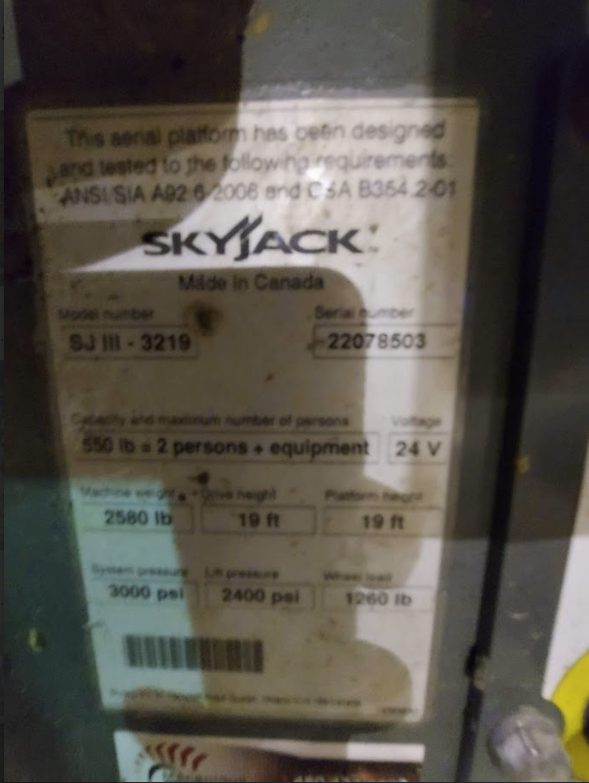 This aerial platform has been designed
and tested to the following requirements:
ANSI/SIA A92.6-2006 and CSA B354.2-01
SKYJACK
Made in Canada
Model number Serial number
SJ III - 3219 22078503
Capacity and maximum number of persons Voltage
550 lb = 2 persons + equipment 24 V
Machine weight Drive height Platform height
2580 lb 19 ft 19 ft
System pressure Lift pressure Wheel load
3000 psi 2400 psi 1260 lb